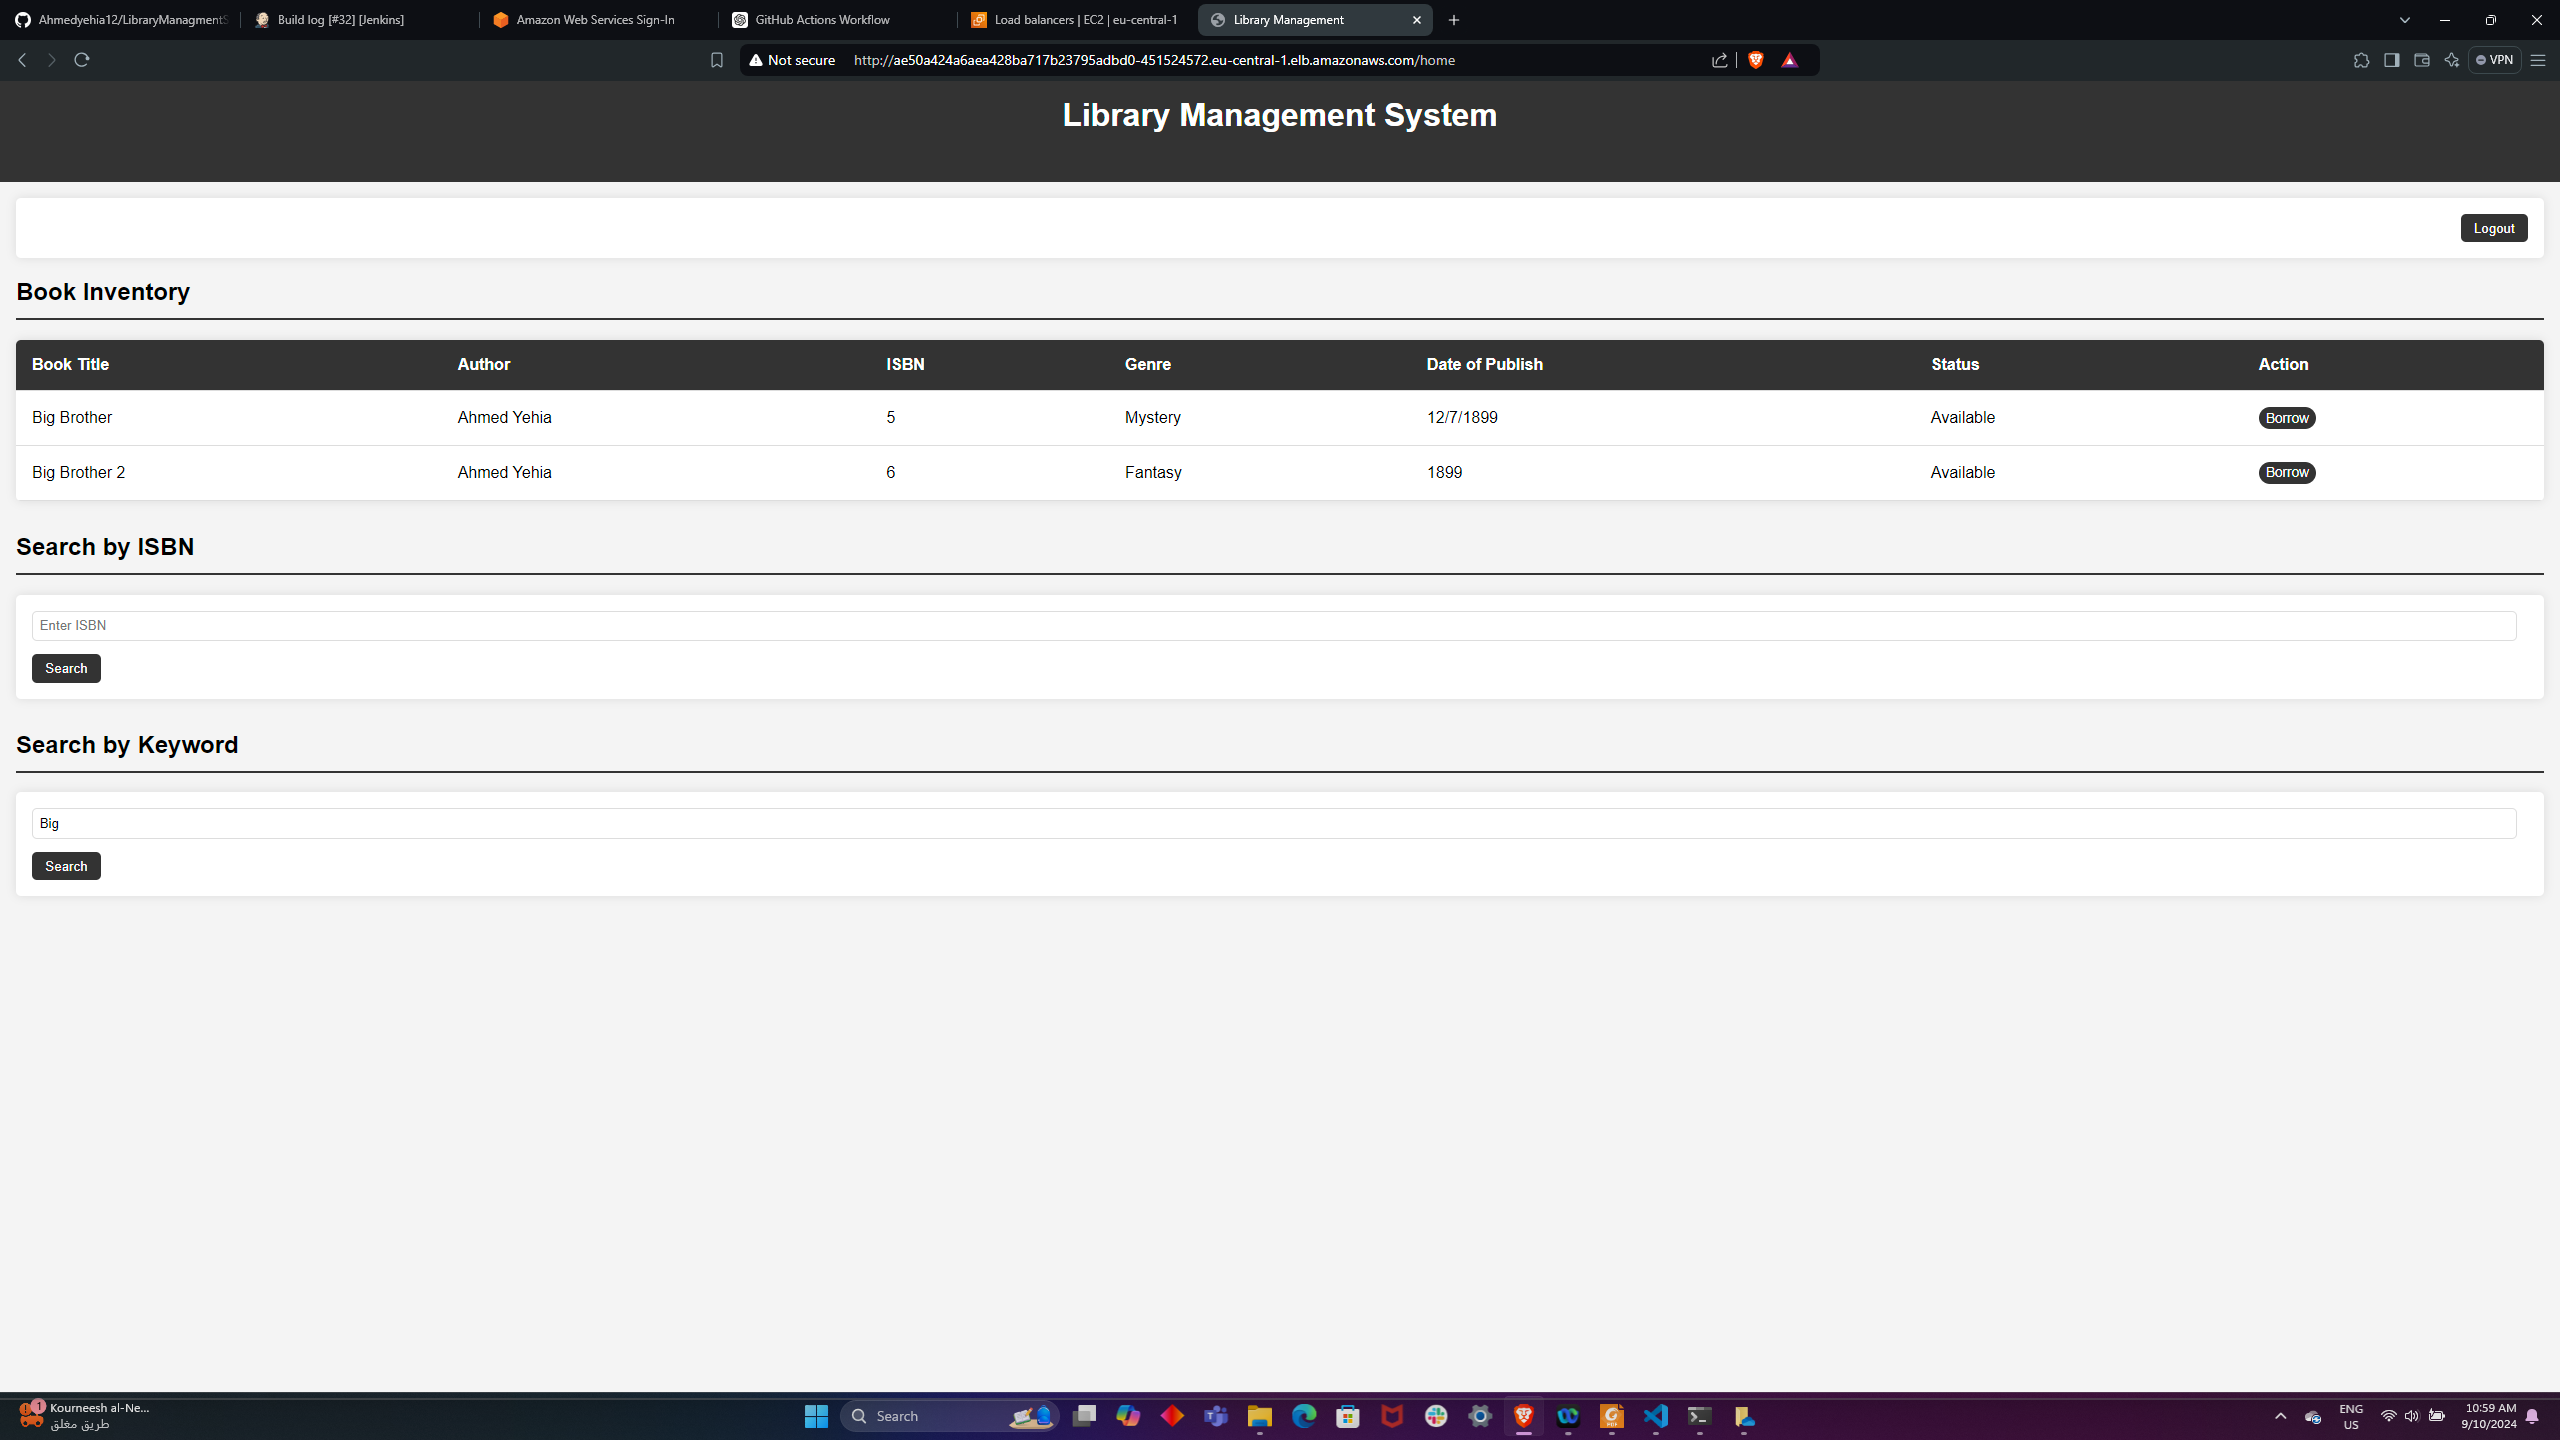 Ahmedyehia12/LibraryManagmentS
Build log [#32] [Jenkins]
Amazon Web Services Sign-In
GitHub Actions Workflow
Load balancers | EC2 | eu-central-1
Library Management
Not secure
http://ae50a424a6aea428ba717b23795adbd0-451524572.eu-central-1.elb.amazonaws.com/home
VPN
Library Management System
Logout
Book Inventory
Book Title Author ISBN Genre Date of Publish Status Action
Big Brother Ahmed Yehia 5 Mystery 12/7/1899 Available Borrow
Big Brother 2 Ahmed Yehia 6 Fantasy 1899 Available Borrow
Search by ISBN
Enter ISBN
Search
Search by Keyword
Big
Search
1
Kourneesh al-Ne...
طريق مغلق
Search
ENG
US
10:59 AM
9/10/2024